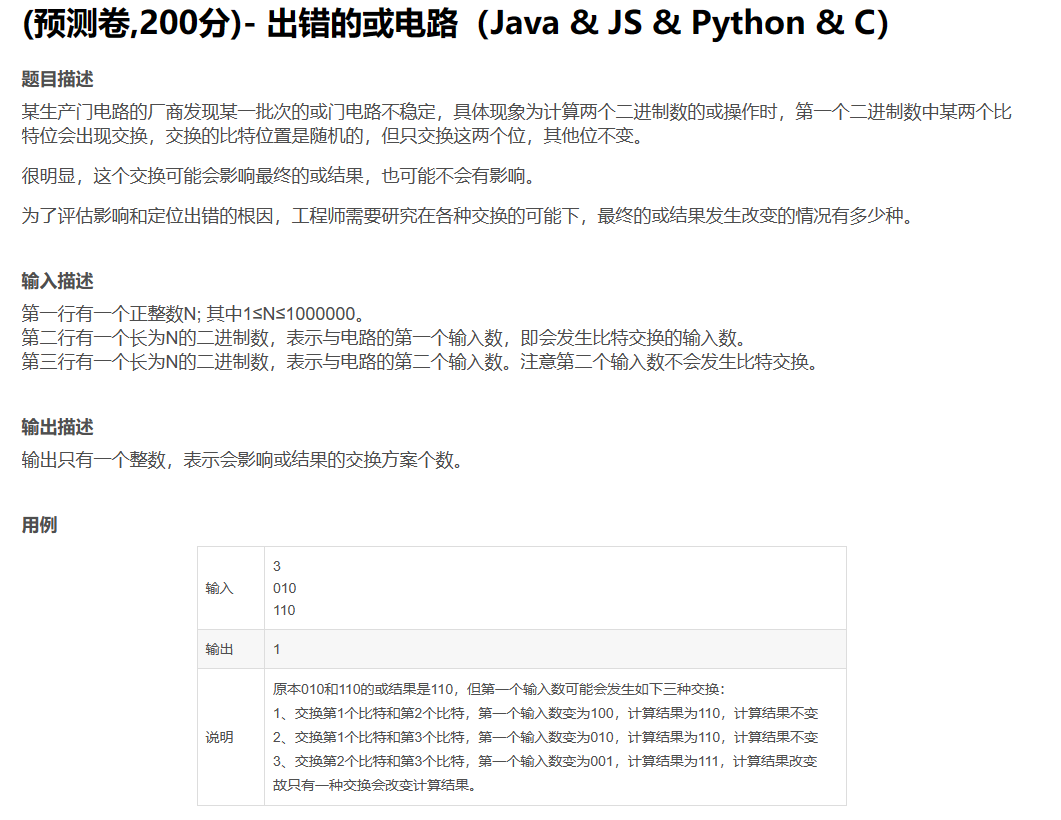 (预测卷,200分)- 出错的或电路（Java & JS & Python & C）
题目描述
某生产门电路的厂商发现某一批次的或门电路不稳定，具体现象为计算两个二进制数的或操作时，第一个二进制数中某两个比
特位会出现交换，交换的比特位置是随机的，但只交换这两个位，其他位不变。
很明显，这个交换可能会影响最终的或结果，也可能不会有影响。
为了评估影响和定位出错的根因，工程师需要研究在各种交换的可能下，最终的或结果发生改变的情况有多少种。
输入描述
第一行有一个正整数N; 其中1≤N≤1000000。
第二行有一个长为N的二进制数，表示与电路的第一个输入数，即会发生比特交换的输入数。
第三行有一个长为N的二进制数，表示与电路的第二个输入数。注意第二个输入数不会发生比特交换。
输出描述
输出只有一个整数，表示会影响或结果的交换方案个数。
用例
输入
3
010
110
输出
1
说明
原本010和110的或结果是110，但第一个输入数可能会发生如下三种交换：
1、交换第1个比特和第2个比特，第一个输入数变为100，计算结果为110，计算结果不变
2、交换第1个比特和第3个比特，第一个输入数变为010，计算结果为110，计算结果不变
3、交换第2个比特和第3个比特，第一个输入数变为001，计算结果为111，计算结果改变
故只有一种交换会改变计算结果。